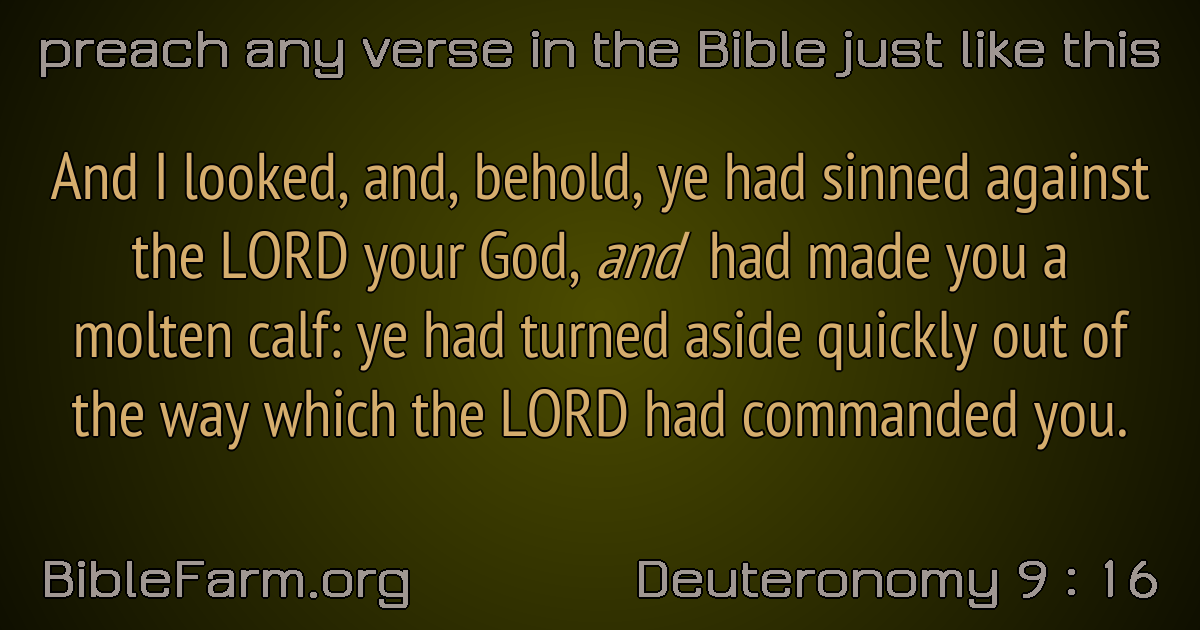 preach any verse in the Bible just like this
And I looked, and, behold, ye had sinned against
the LORD your God, and had made you a
molten calf: ye had turned aside quickly out of
the way which the LORD had commanded you.
BibleFarm.org
Deuteronomy 9 : 16